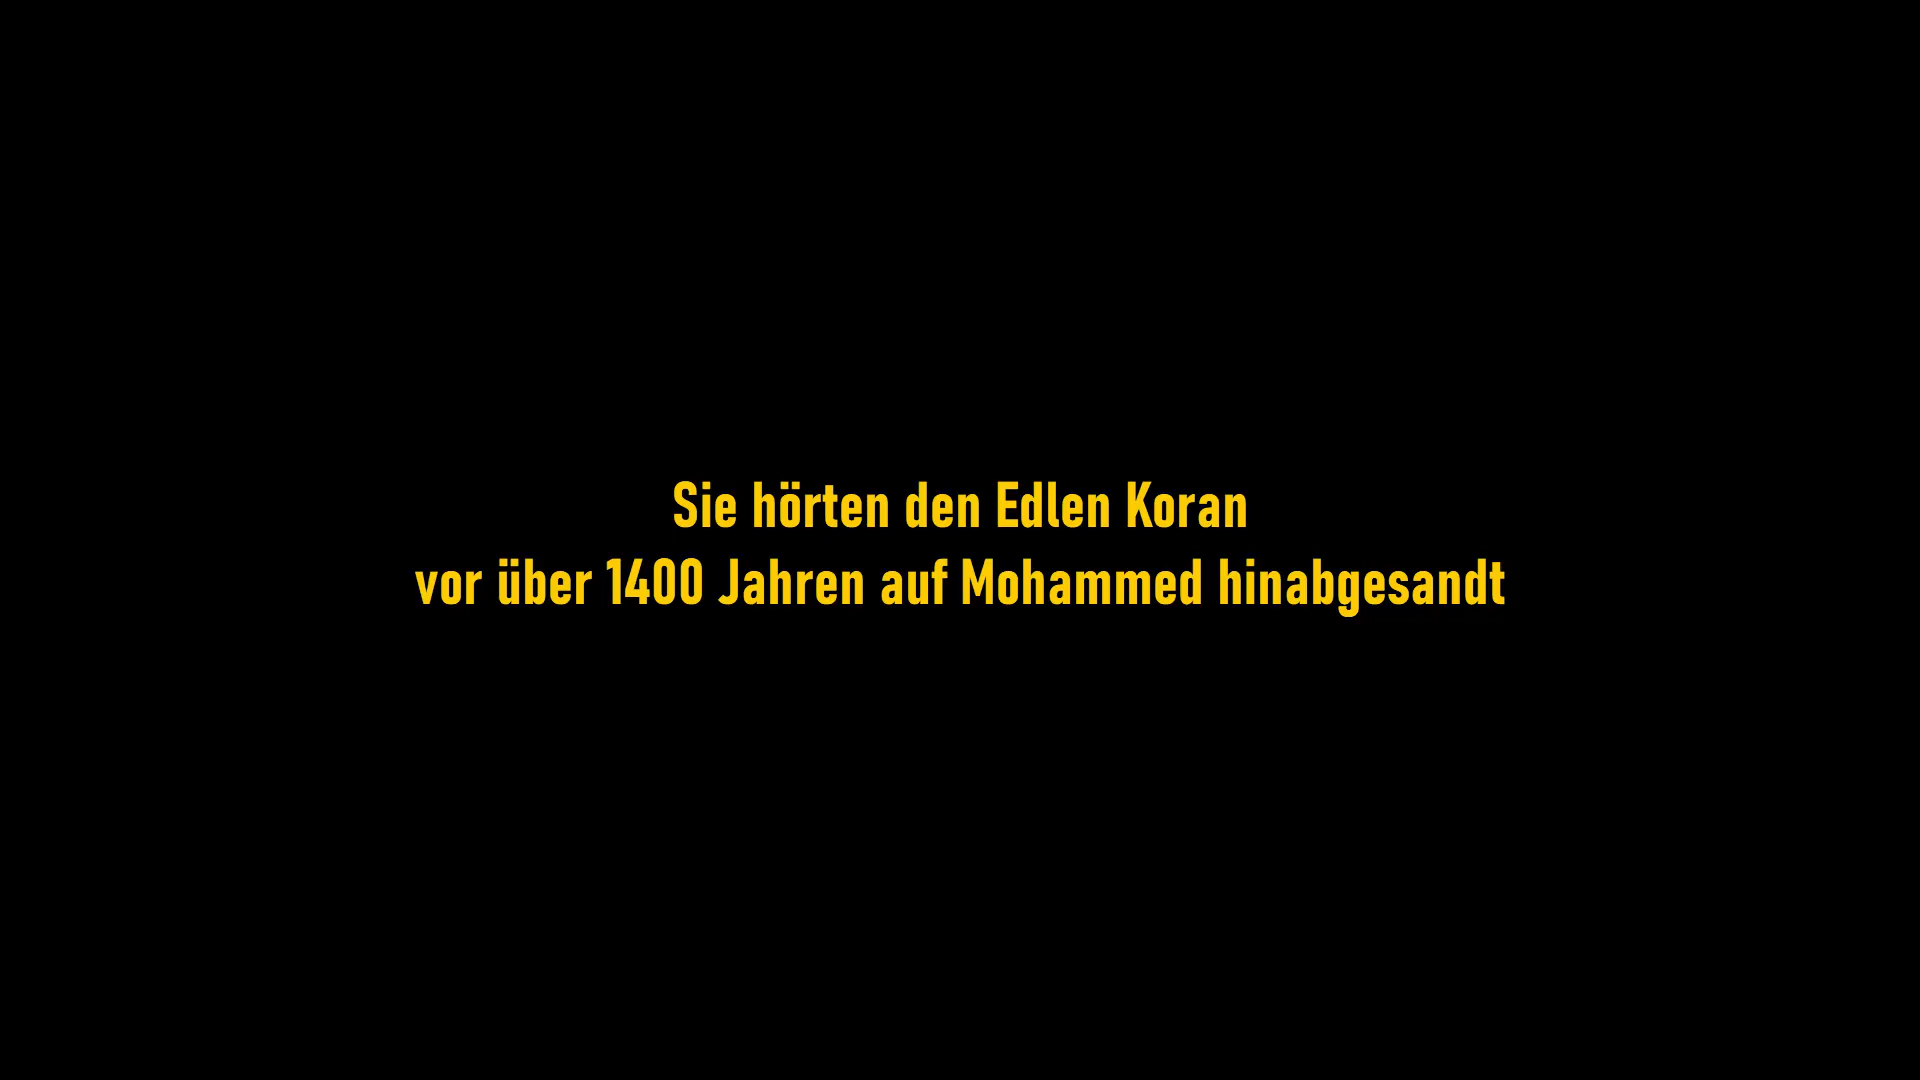 Sie hörten den Edlen Koran
vor über 1400 Jahren auf Mohammed hinabgesandt